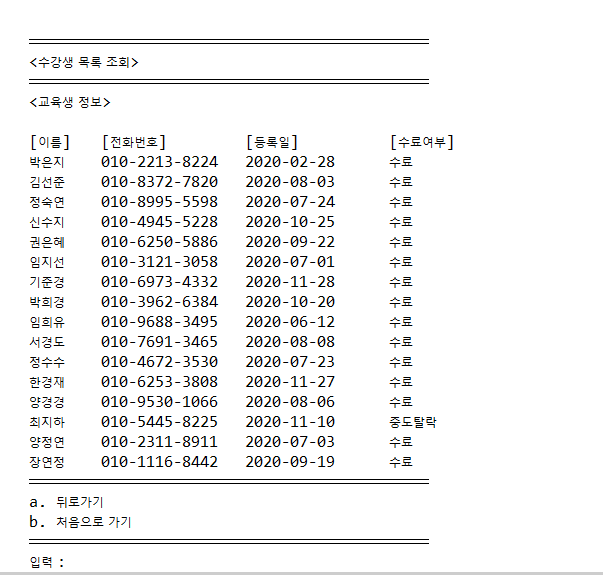 <수강생 목록 조회>
<교육생 정보>
[이름] [전화번호] [등록일] [수료여부]
박은지 010-2213-8224 2020-02-28 수료
김선준 010-8372-7820 2020-08-03 수료
정숙연 010-8995-5598 2020-07-24 수료
신수지 010-4945-5228 2020-10-25 수료
권은혜 010-6250-5886 2020-09-22 수료
임지선 010-3121-3058 2020-07-01 수료
기준경 010-6973-4332 2020-11-28 수료
박희경 010-3962-6384 2020-10-20 수료
임희유 010-9688-3495 2020-06-12 수료
서경도 010-7691-3465 2020-08-08 수료
정수수 010-4672-3530 2020-07-23 수료
한경재 010-6253-3808 2020-11-27 수료
양경경 010-9530-1066 2020-08-06 수료
최지하 010-5445-8225 2020-11-10 중도탈락
양정연 010-2311-8911 2020-07-03 수료
장연정 010-1116-8442 2020-09-19 수료
a. 뒤로가기
b. 처음으로 가기
입력 :